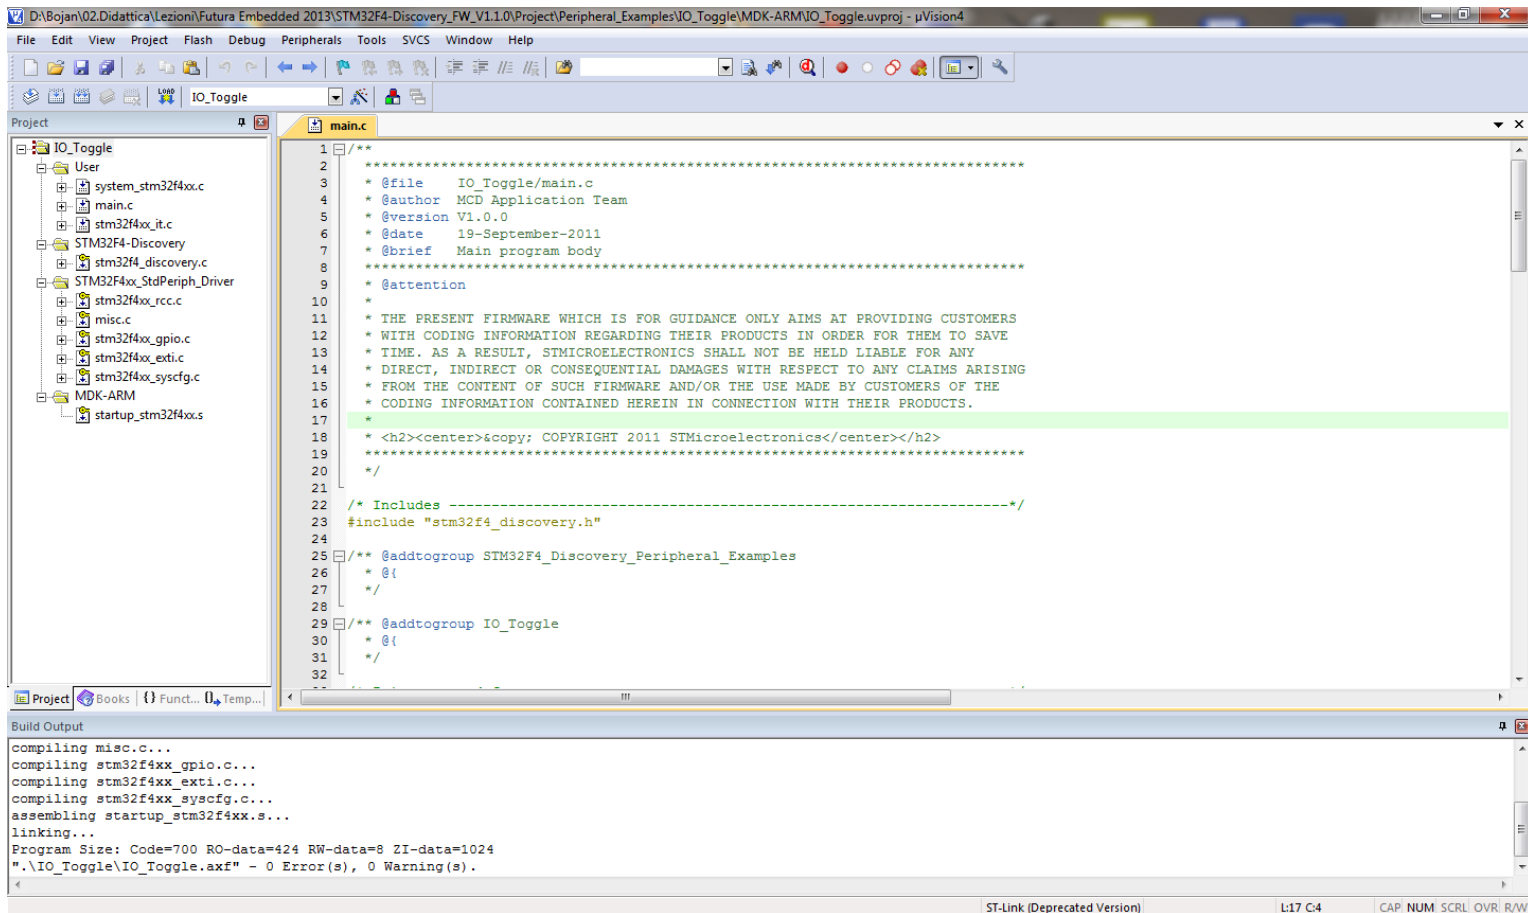 D:\Bojan\02.Didattica\Lezioni\Futura Embedded 2013\STM32F4-Discovery_FW_V1.1.0\Project\Peripheral_Examples\IO_Toggle\MDK-ARM\IO_Toggle.uvproj - µVision4
File Edit View Project Flash Debug Peripherals Tools SVCS Window Help
LOAD IO_Toggle
Project
IO_Toggle
User
system_stm32f4xx.c
main.c
stm32f4xx_it.c
STM32F4-Discovery
stm32f4_discovery.c
STM32F4xx_StdPeriph_Driver
stm32f4xx_rcc.c
misc.c
stm32f4xx_gpio.c
stm32f4xx_exti.c
stm32f4xx_syscfg.c
MDK-ARM
startup_stm32f4xx.s
Project Books {} Funct... 0 Temp...
main.c
1 /**
2 ******************************************************************************
3 * @file    IO_Toggle/main.c
4 * @author  MCD Application Team
5 * @version V1.0.0
6 * @date    19-September-2011
7 * @brief   Main program body
8 ******************************************************************************
9 * @attention
10 *
11 * THE PRESENT FIRMWARE WHICH IS FOR GUIDANCE ONLY AIMS AT PROVIDING CUSTOMERS
12 * WITH CODING INFORMATION REGARDING THEIR PRODUCTS IN ORDER FOR THEM TO SAVE
13 * TIME. AS A RESULT, STMICROELECTRONICS SHALL NOT BE HELD LIABLE FOR ANY
14 * DIRECT, INDIRECT OR CONSEQUENTIAL DAMAGES WITH RESPECT TO ANY CLAIMS ARISING
15 * FROM THE CONTENT OF SUCH FIRMWARE AND/OR THE USE MADE BY CUSTOMERS OF THE
16 * CODING INFORMATION CONTAINED HEREIN IN CONNECTION WITH THEIR PRODUCTS.
17 *
18 * <h2><center>&copy; COPYRIGHT 2011 STMicroelectronics</center></h2>
19 ******************************************************************************
20 */
21
22 /* Includes ------------------------------------------------------------------*/
23 #include "stm32f4_discovery.h"
24
25 /** @addtogroup STM32F4_Discovery_Peripheral_Examples
26 * @{
27 */
28
29 /** @addtogroup IO_Toggle
30 * @{
31 */
32
Build Output
compiling misc.c...
compiling stm32f4xx_gpio.c...
compiling stm32f4xx_exti.c...
compiling stm32f4xx_syscfg.c...
assembling startup_stm32f4xx.s...
linking...
Program Size: Code=700 RO-data=424 RW-data=8 ZI-data=1024
".\IO_Toggle\IO_Toggle.axf" - 0 Error(s), 0 Warning(s).
ST-Link (Deprecated Version) L:17 C:4 CAP NUM SCRL OVR R/W